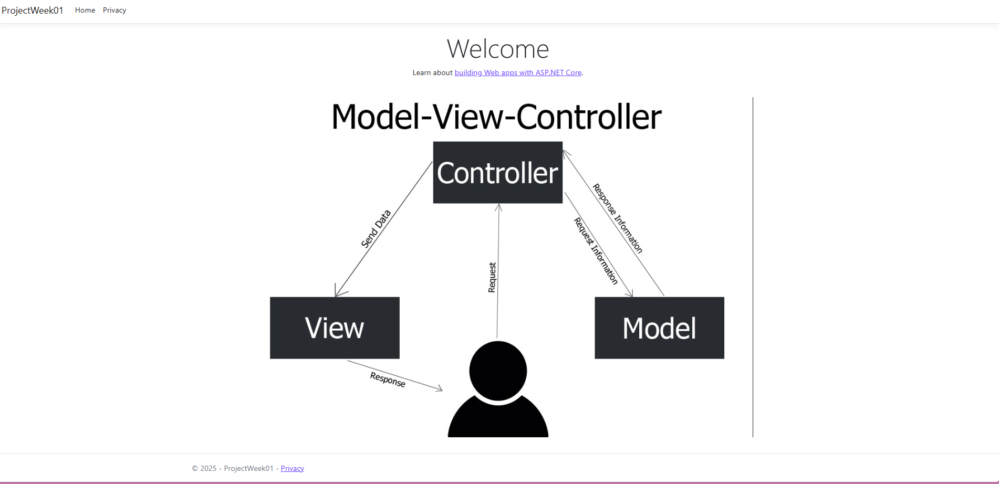 ProjectWeek01 Home Privacy
Welcome
Learn about building Web apps with ASP.NET Core.
Model-View-Controller
Controller
Send Data
Response Information
Request Information
Request
View
Model
Response
© 2025 - ProjectWeek01 - Privacy